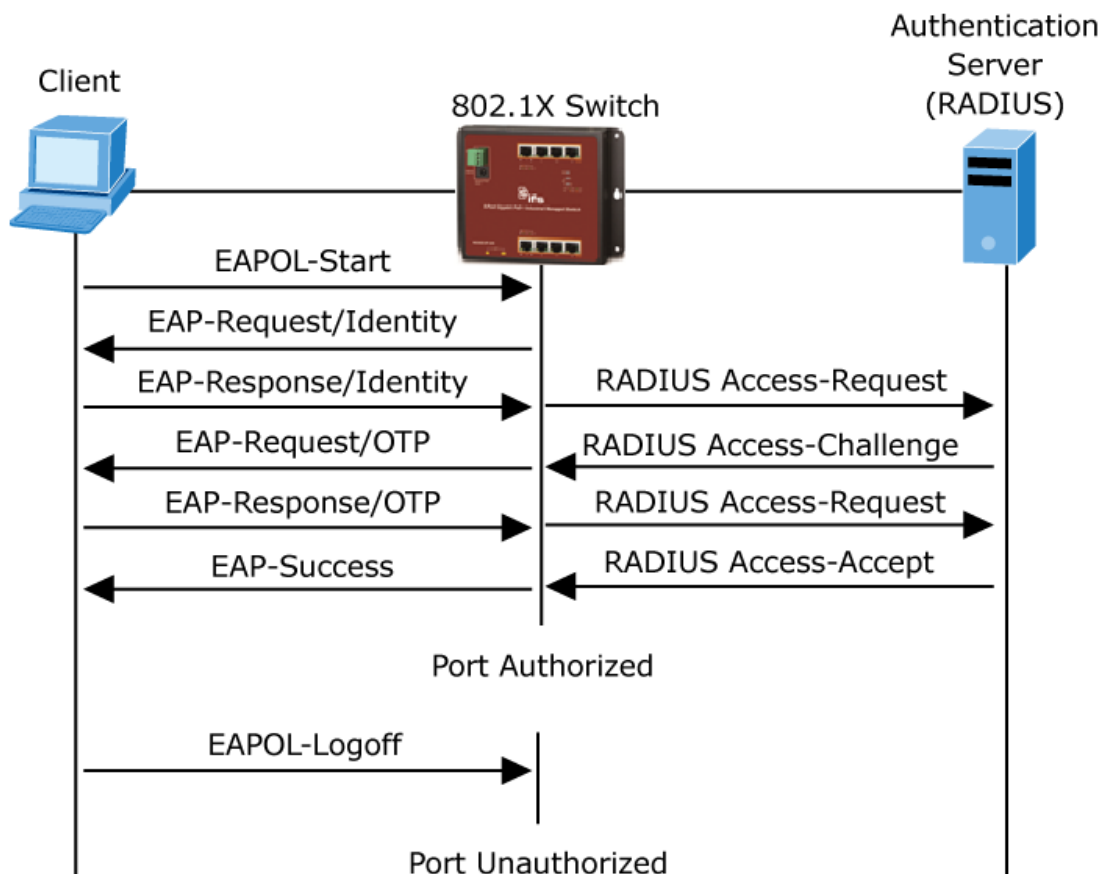 Authentication
Server
(RADIUS)
Client
802.1X Switch
ifs
EAPOL-Start
EAP-Request/Identity
EAP-Response/Identity
RADIUS Access-Request
EAP-Request/OTP
RADIUS Access-Challenge
EAP-Response/OTP
RADIUS Access-Request
EAP-Success
RADIUS Access-Accept
Port Authorized
EAPOL-Logoff
Port Unauthorized